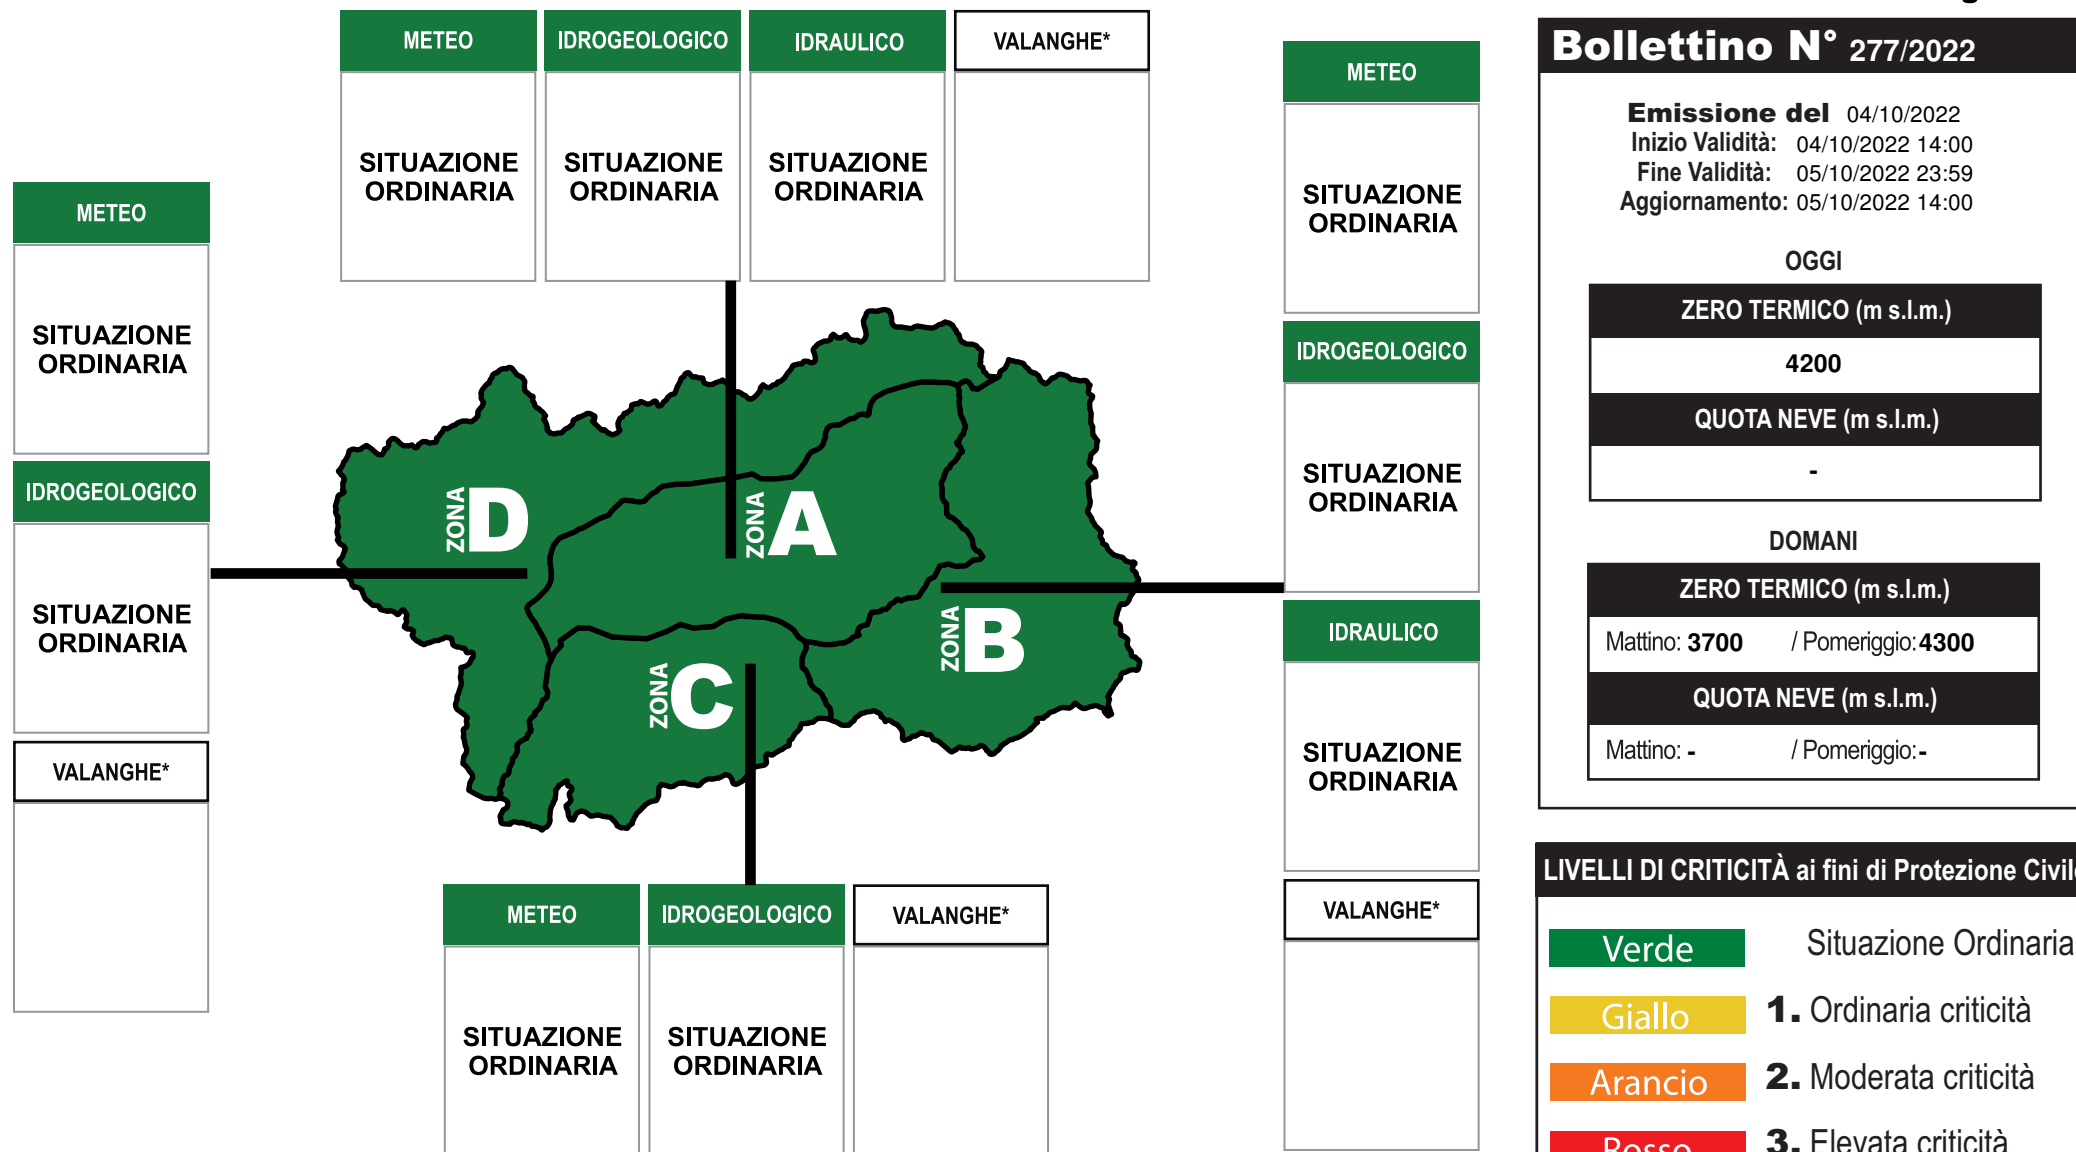 METEO IDROGEOLOGICO IDRAULICO VALANGHE*
SITUAZIONE ORDINARIA
SITUAZIONE ORDINARIA
SITUAZIONE ORDINARIA
METEO
SITUAZIONE
ORDINARIA
IDROGEOLOGICO
SITUAZIONE
ORDINARIA
VALANGHE*
ZONA D
ZONA A
ZONA B
ZONA C
METEO
SITUAZIONE
ORDINARIA
IDROGEOLOGICO
SITUAZIONE
ORDINARIA
IDRAULICO
SITUAZIONE
ORDINARIA
VALANGHE*
METEO IDROGEOLOGICO VALANGHE*
SITUAZIONE ORDINARIA
SITUAZIONE ORDINARIA
Bollettino N° 277/2022
Emissione del 04/10/2022
Inizio Validità: 04/10/2022 14:00
Fine Validità: 05/10/2022 23:59
Aggiornamento: 05/10/2022 14:00
OGGI
ZERO TERMICO (m s.l.m.)
4200
QUOTA NEVE (m s.l.m.)
-
DOMANI
ZERO TERMICO (m s.l.m.)
Mattino: 3700 / Pomeriggio: 4300
QUOTA NEVE (m s.l.m.)
Mattino: - / Pomeriggio: -
LIVELLI DI CRITICITÀ ai fini di Protezione Civile
Verde Situazione Ordinaria
Giallo 1. Ordinaria criticità
Arancio 2. Moderata criticità
Rosso 3. Elevata criticità